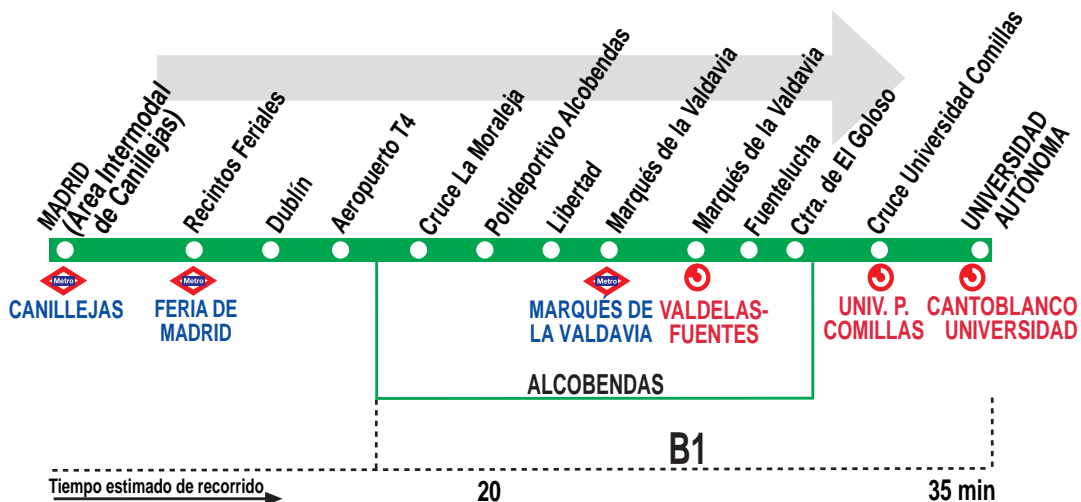 MADRID
(Área Intermodal
de Canillejas)
Recintos Feriales
Dublín
Aeropuerto T4
Cruce La Moraleja
Polideportivo Alcobendas
Libertad
Marqués de la Valdavia
Marqués de la Valdavia
Fuentelucha
Ctra. de El Goloso
Cruce Universidad Comillas
UNIVERSIDAD
AUTONOMA
Metro
Metro
Metro
CANILLEJAS
FERIA DE
MADRID
MARQUÉS DE
LA VALDAVIA
VALDELAS-
FUENTES
UNIV. P.
COMILLAS
CANTOBLANCO
UNIVERSIDAD
ALCOBENDAS
B1
Tiempo estimado de recorrido
20
35 min